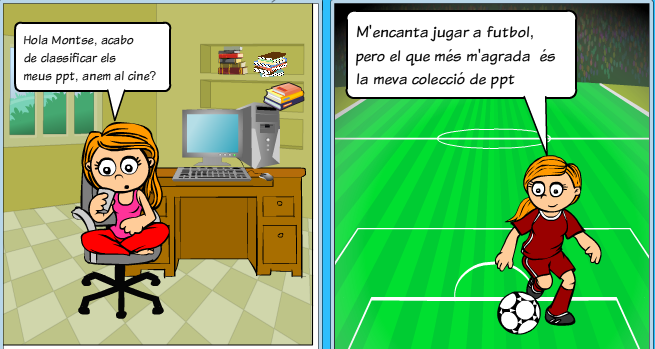 Hola Montse, acabo
de classificar els
meus ppt, anem al cine?
M'encanta jugar a futbol,
pero el que més m'agrada és
la meva colecció de ppt